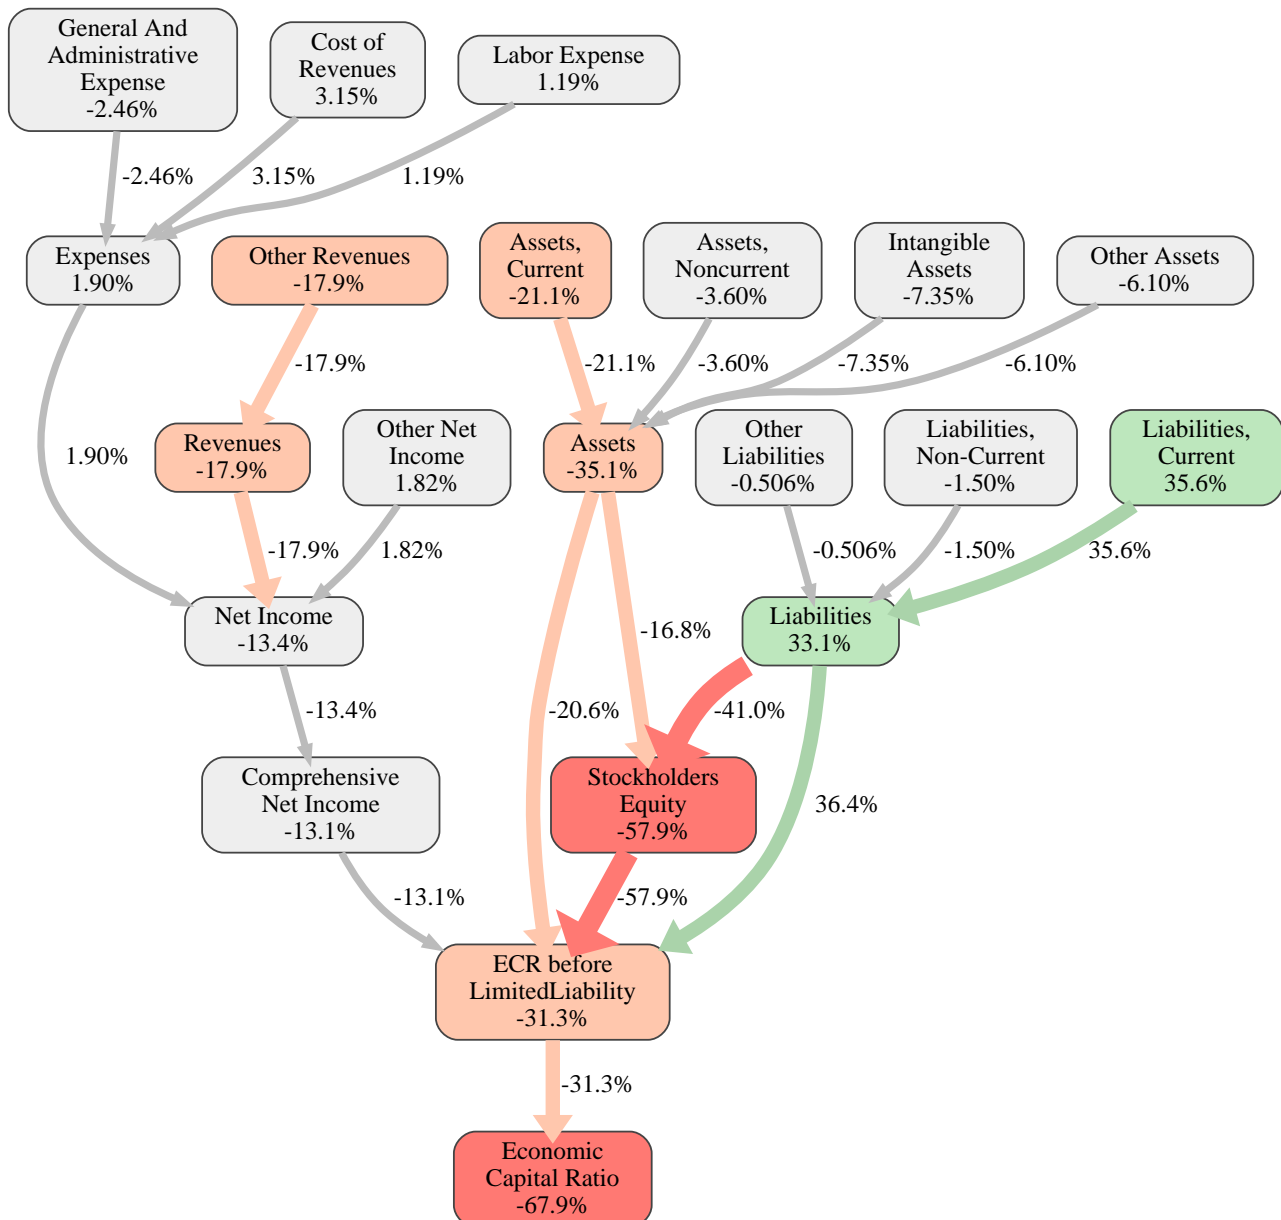 General And
Administrative
Expense
-2.46%
Cost of
Revenues
3.15%
Labor Expense
1.19%
-2.46%
3.15%
1.19%
Expenses
1.90%
Other Revenues
-17.9%
Assets,
Current
-21.1%
Assets,
Noncurrent
-3.60%
Intangible
Assets
-7.35%
Other Assets
-6.10%
-17.9%
-21.1%
-3.60%
-7.35%
-6.10%
1.90%
Revenues
-17.9%
Other Net
Income
1.82%
Assets
-35.1%
Other
Liabilities
-0.506%
Liabilities,
Non-Current
-1.50%
Liabilities,
Current
35.6%
-17.9%
1.82%
-0.506%
-1.50%
35.6%
Net Income
-13.4%
-16.8%
Liabilities
33.1%
-13.4%
-20.6%
-41.0%
Comprehensive
Net Income
-13.1%
Stockholders
Equity
-57.9%
36.4%
-13.1%
-57.9%
ECR before
LimitedLiability
-31.3%
-31.3%
Economic
Capital Ratio
-67.9%